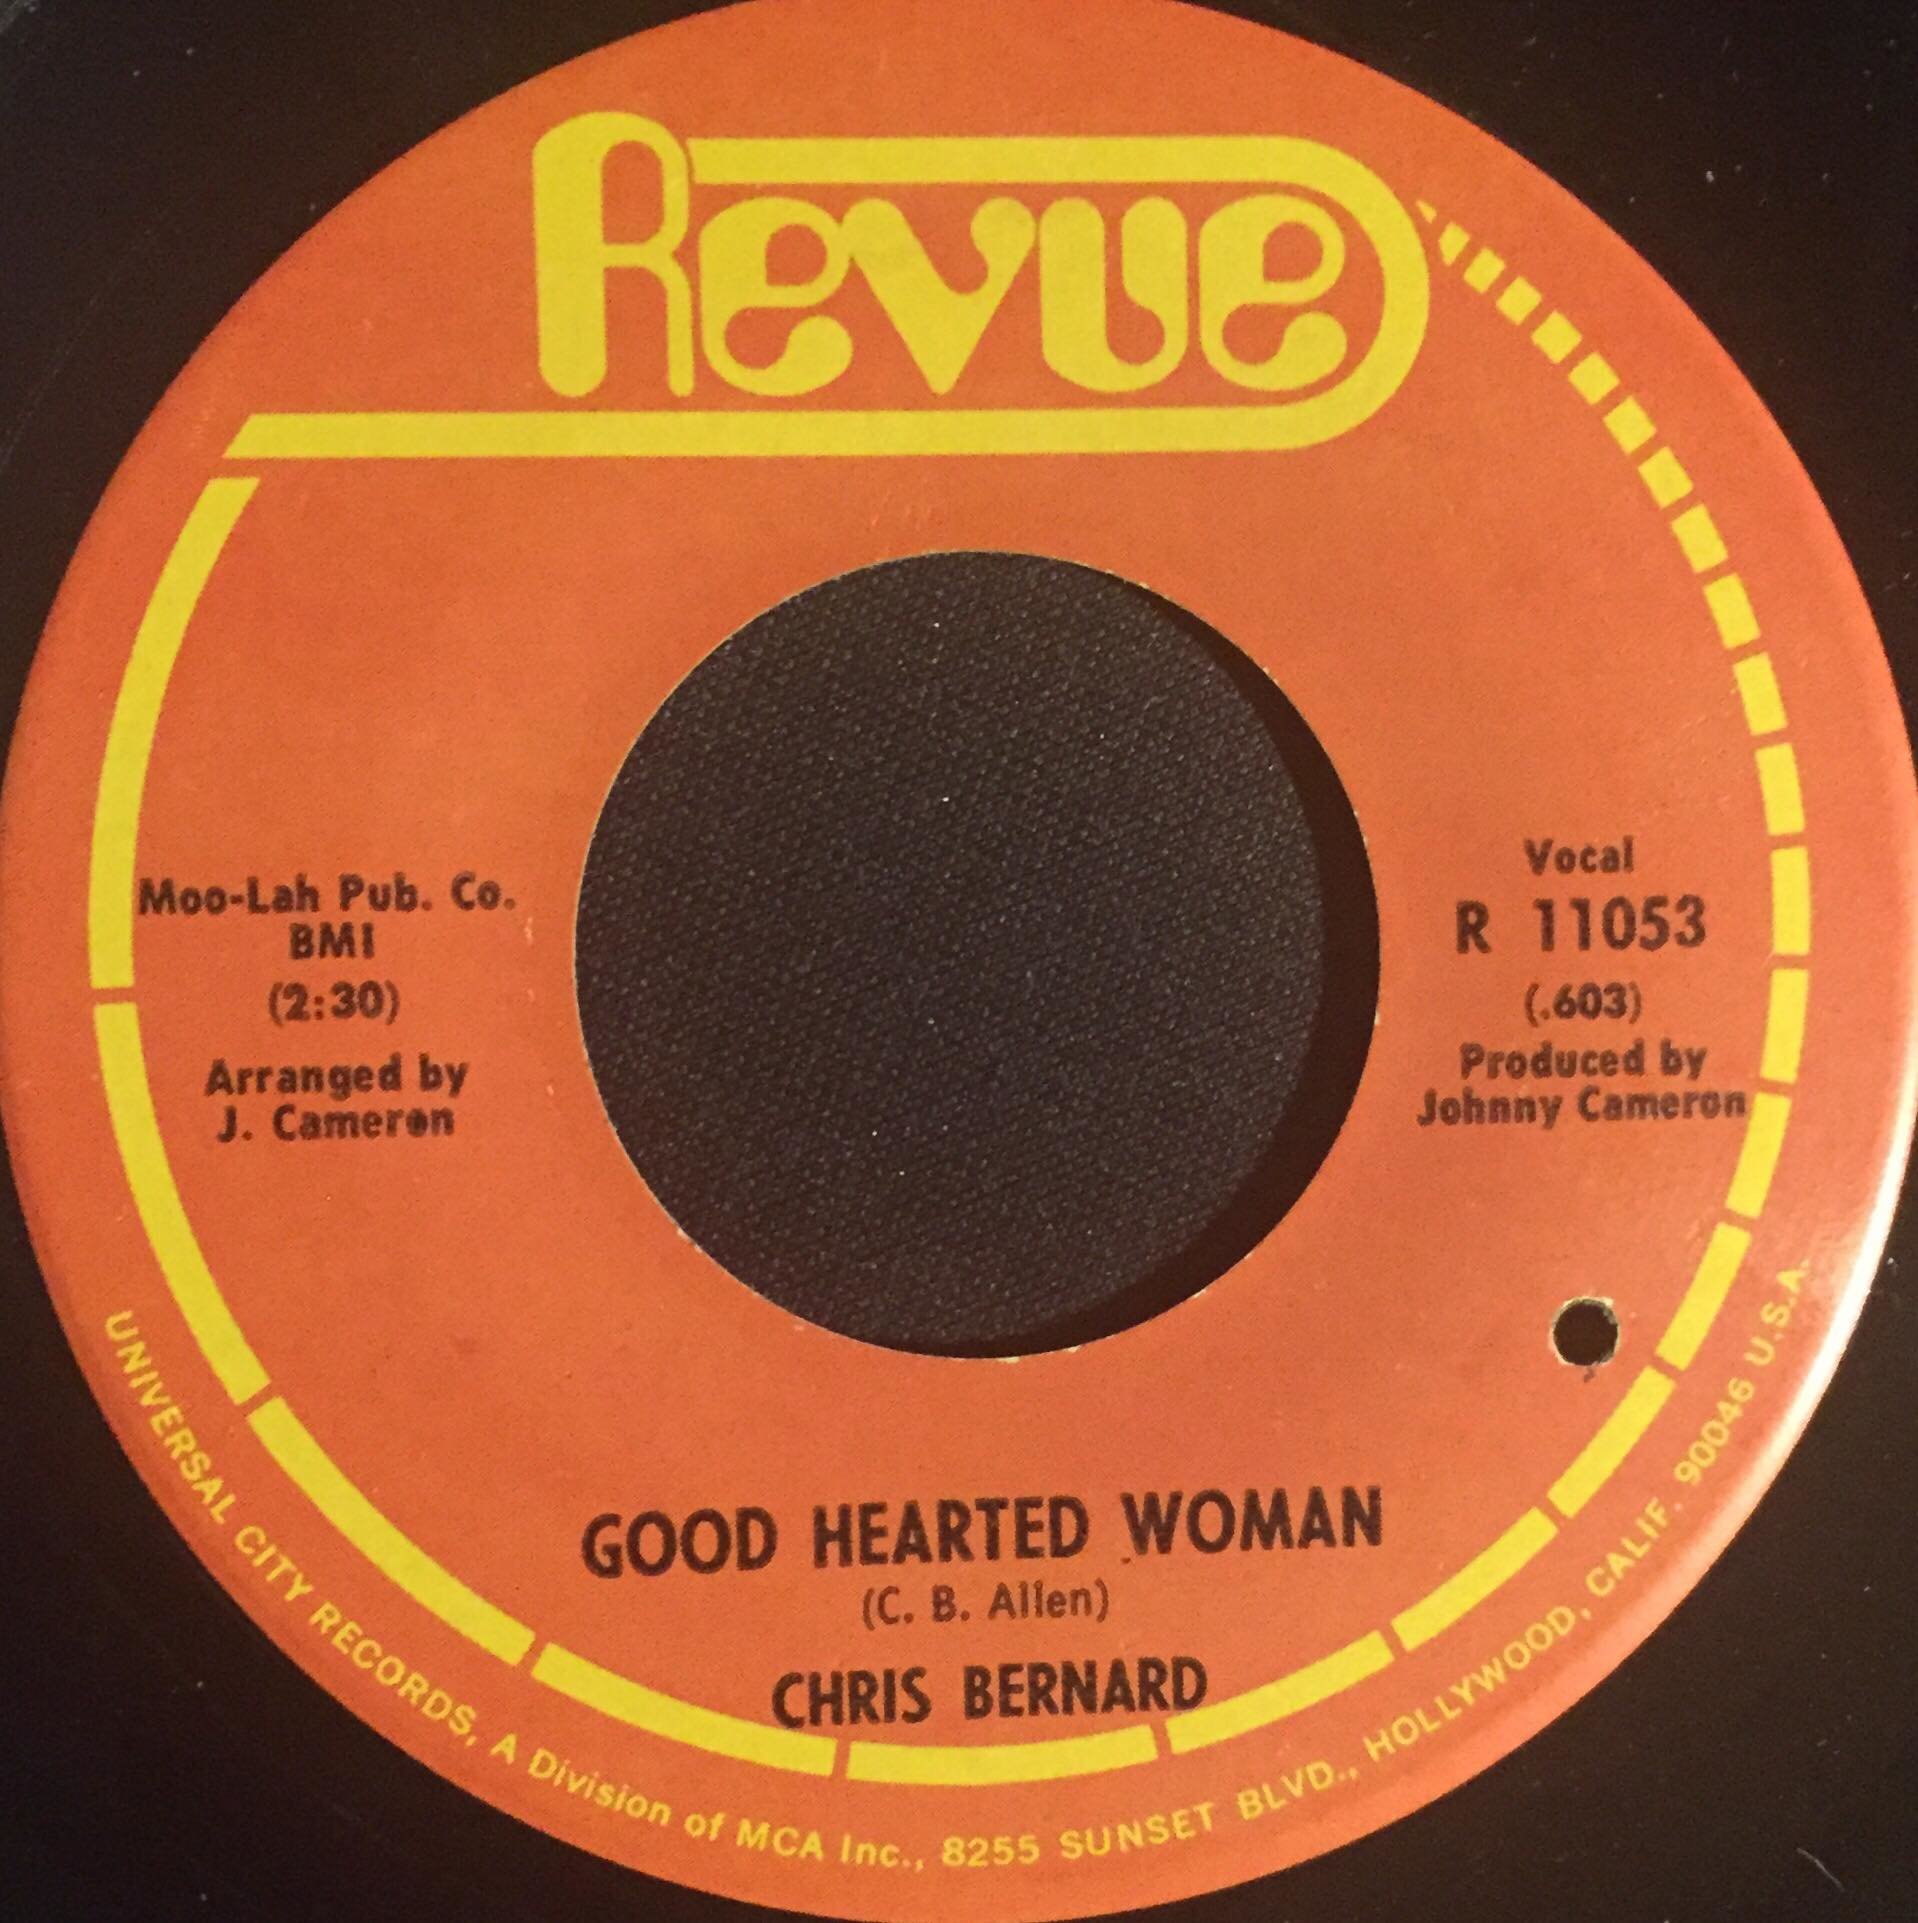 Revue
Moo-Lah Pub. Co.
BMI
(2:30)
Arranged by
J. Cameron
Vocal
R 11053
(.603)
Produced by
Johnny Cameron
GOOD HEARTED WOMAN
(C. B. Allen)
CHRIS BERNARD
UNIVERSAL CITY RECORDS, A Division of MCA Inc., 8255 SUNSET BLVD., HOLLYWOOD, CALIF. 90046 U.S.A.